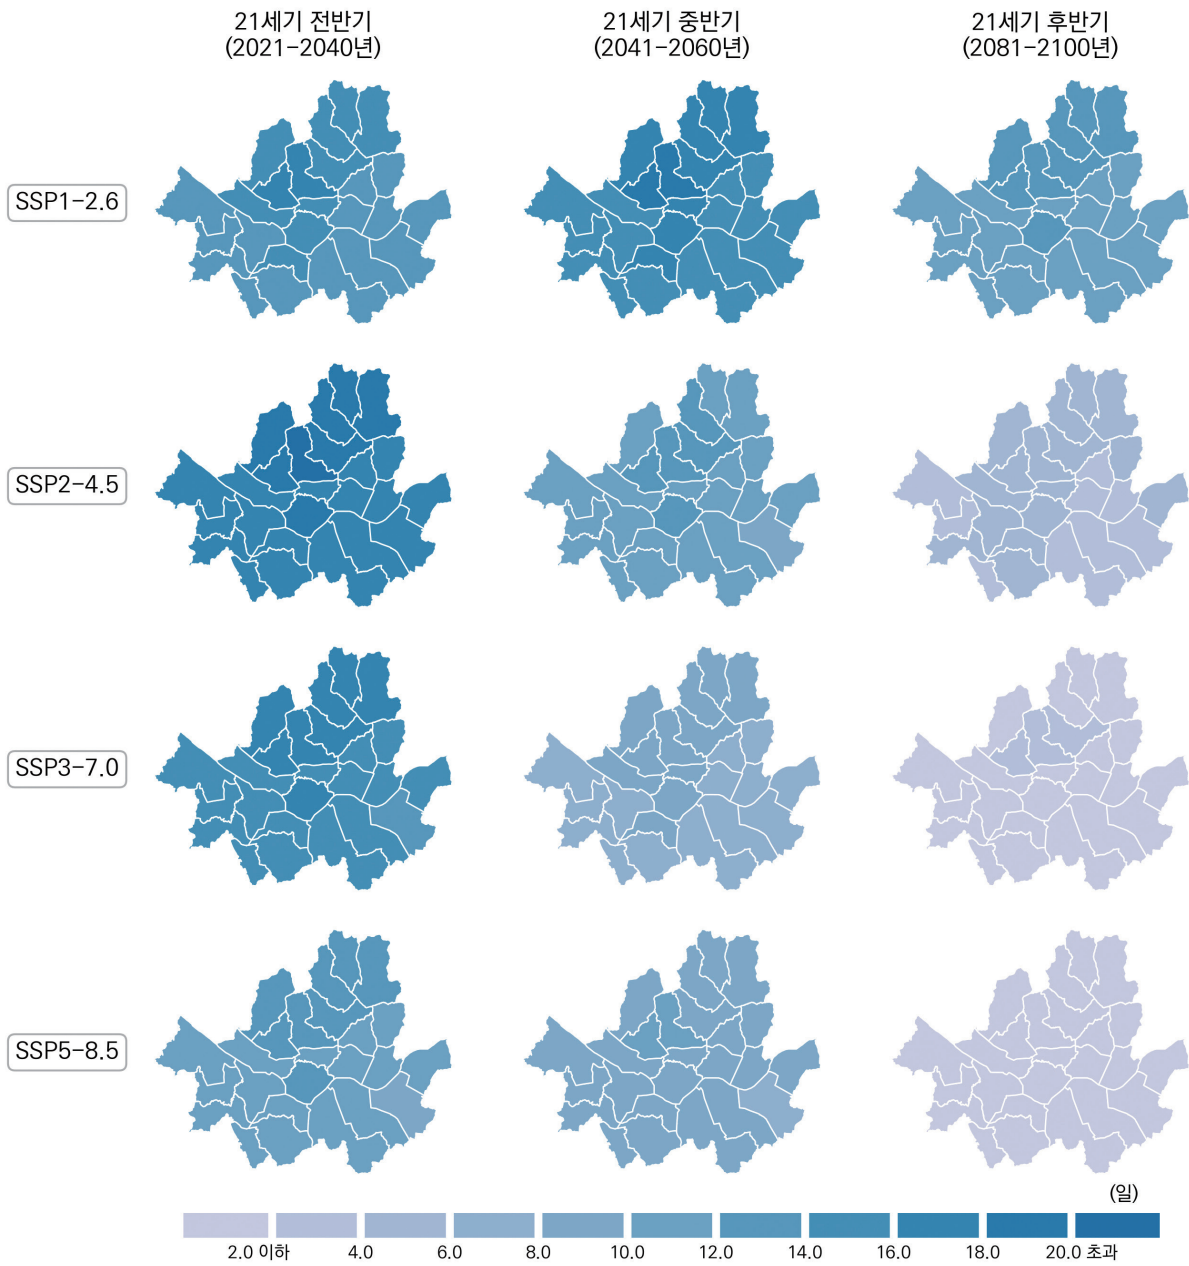 21세기 전반기
(2021-2040년)
21세기 중반기
(2041-2060년)
21세기 후반기
(2081-2100년)
SSP1-2.6
SSP2-4.5
SSP3-7.0
SSP5-8.5
(일)
2.0 이하 4.0 6.0 8.0 10.0 12.0 14.0 16.0 18.0 20.0 초과